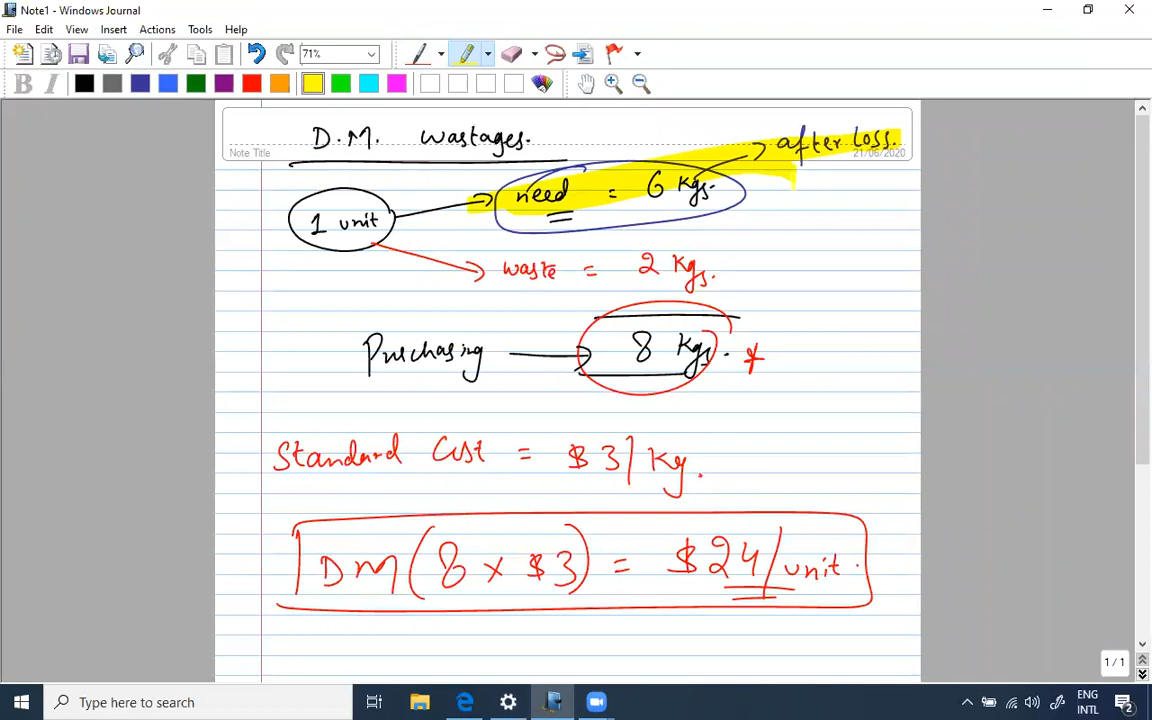 Note1 - Windows Journal
File Edit View Insert Actions Tools Help
71%
B I
D.M. wastages.
after loss.
Note Title
21/06/2020
need = 6 Kgs.
1 unit
waste = 2 Kgs.
Purchasing 8 Kgs. *
Standard Cost = $3/Kg.
DM (8 x $3) = $24/unit.
1 / 1
Type here to search
ENG
INTL
2